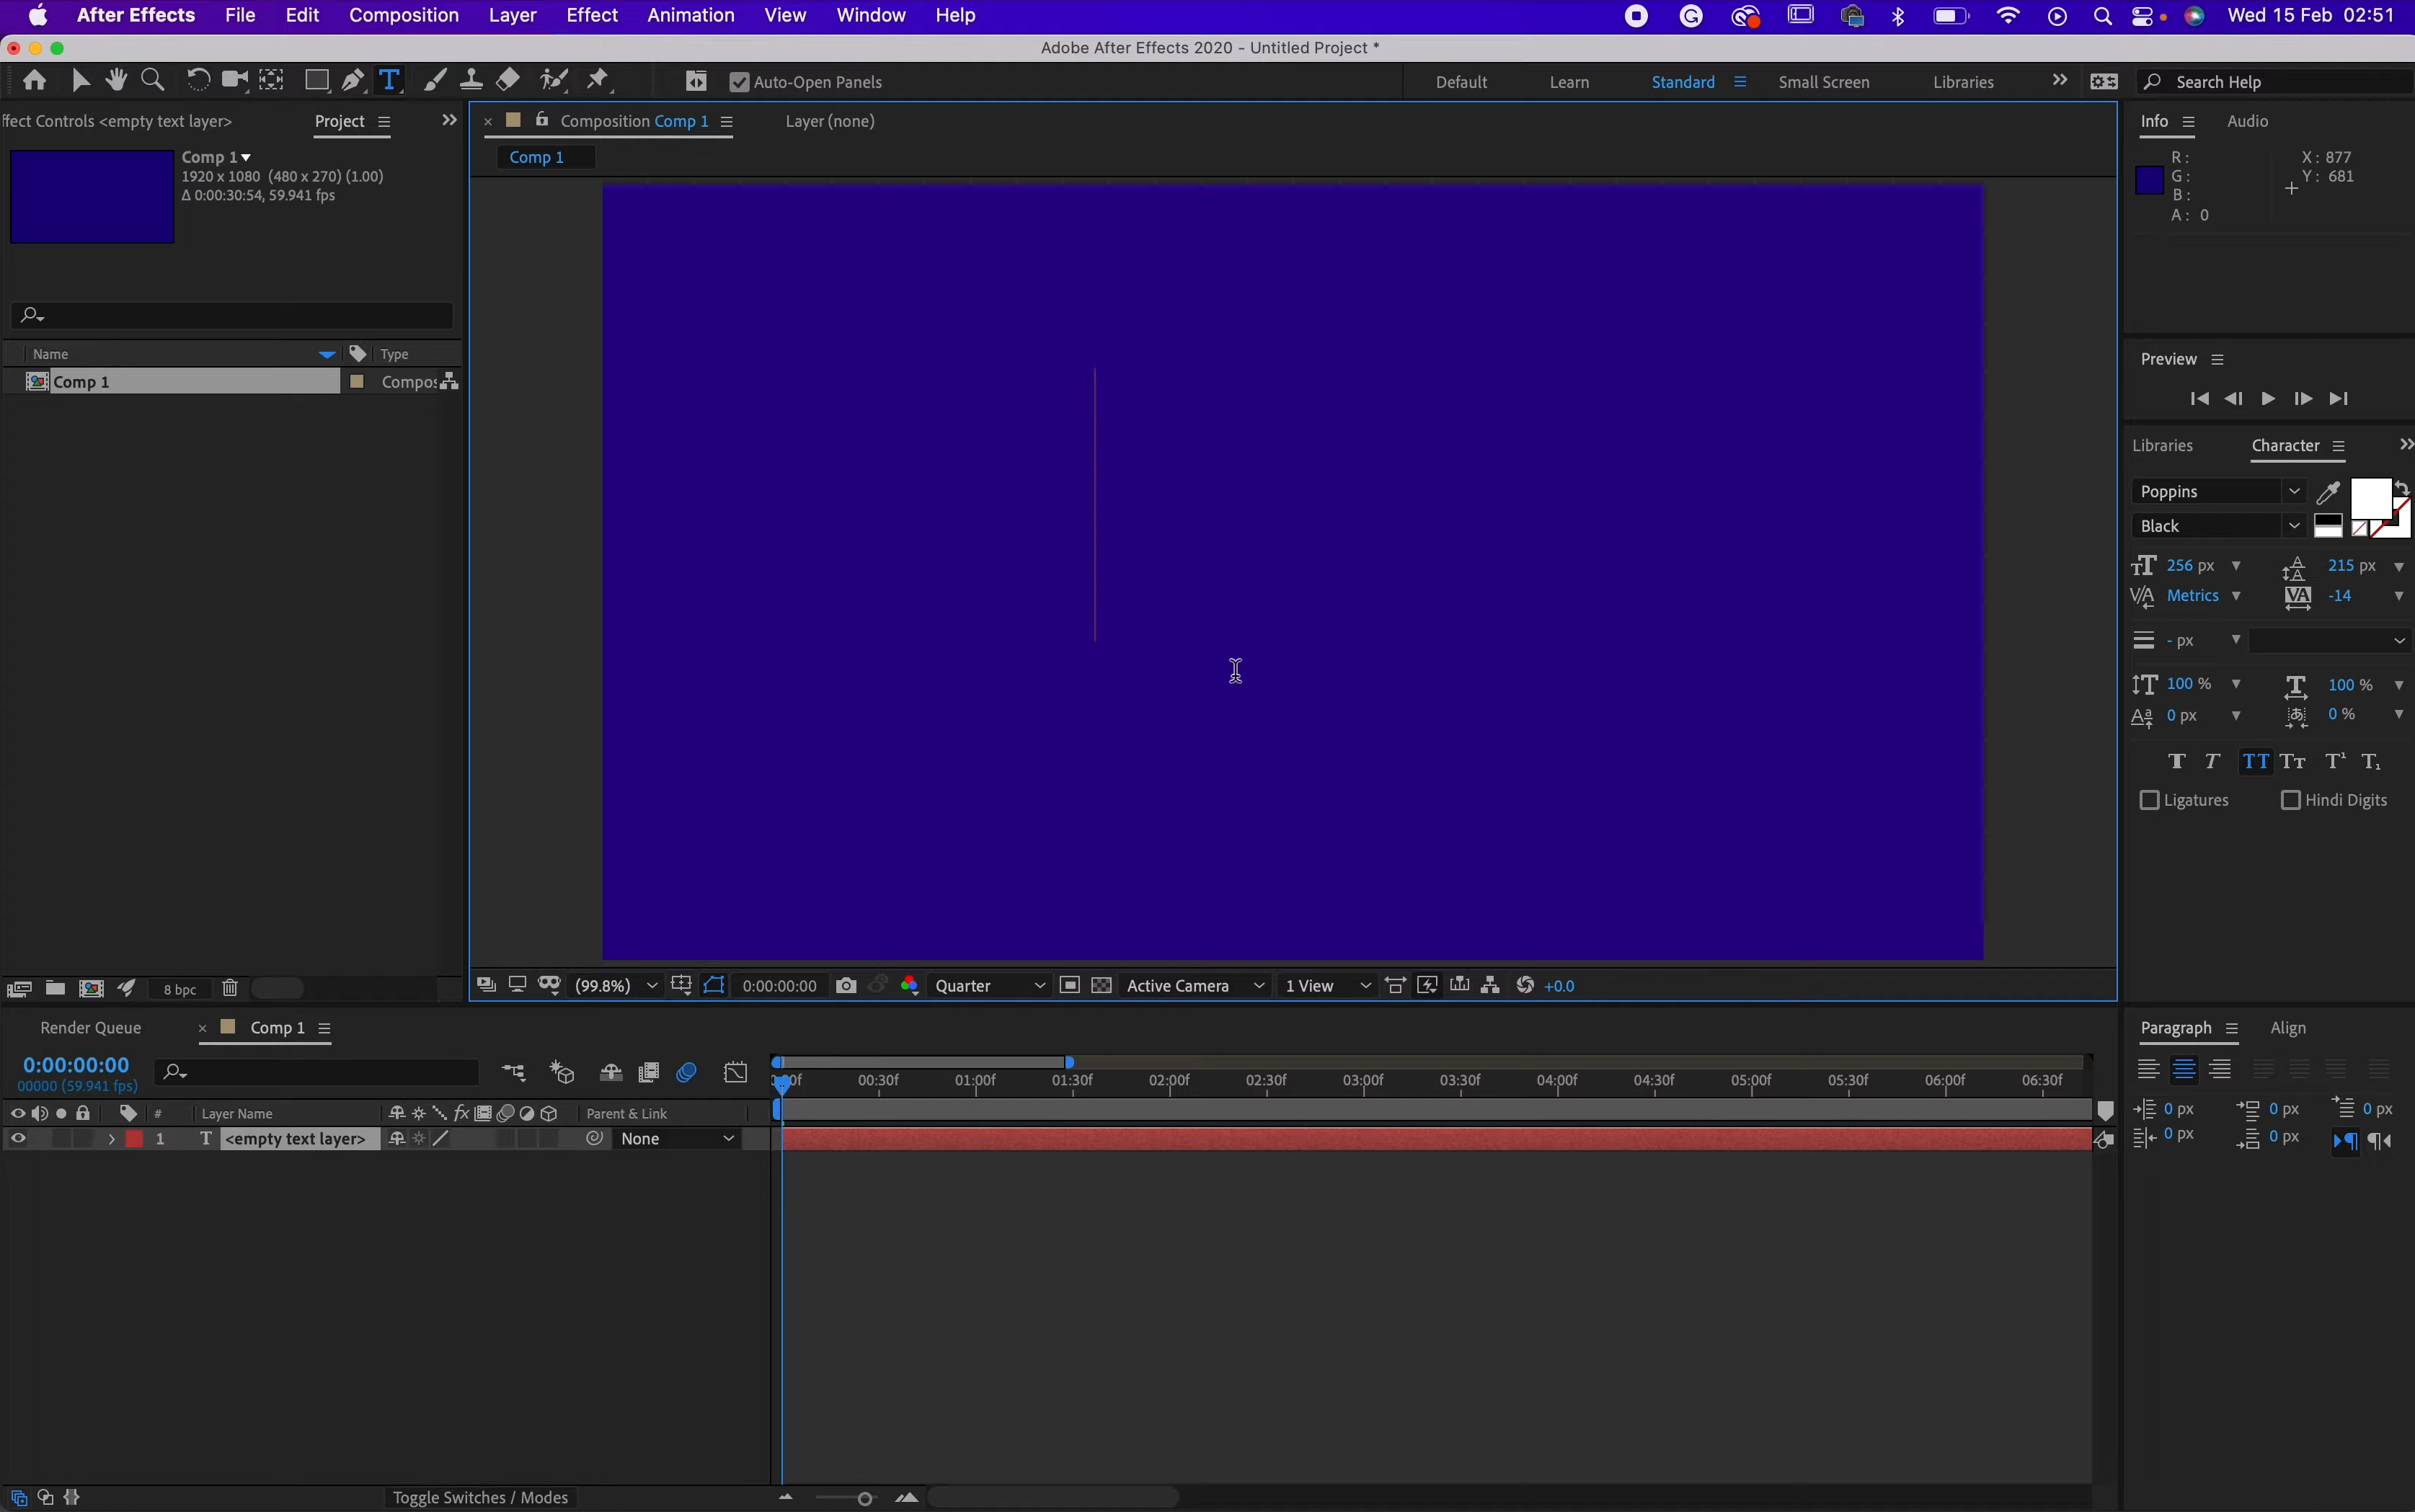 After Effects File Edit Composition Layer Effect Animation View Window Help Wed 15 Feb 02:51
Adobe After Effects 2020 - Untitled Project *
Auto-Open Panels Default Learn Standard Small Screen Libraries Search Help
ffect Controls <empty text layer> Project
Comp 1
1920 x 1080 (480 x 270) (1.00)
Δ 0:00:30:54, 59.941 fps
Name Type
Comp 1 Compos
8 bpc
Composition Comp 1 Layer (none)
Comp 1
(99.8%) 0:00:00:00 Quarter Active Camera 1 View +0.0
Info Audio
R: X: 877
G: Y: 681
B:
A: 0
Preview
Libraries Character
Poppins
Black
256 px 215 px
Metrics -14
- px
100 % 100 %
0 px 0 %
Ligatures Hindi Digits
Render Queue Comp 1
0:00:00:00
00000 (59.941 fps)
# Layer Name Parent & Link
1 <empty text layer> None
00:30f 01:00f 01:30f 02:00f 02:30f 03:00f 03:30f 04:00f 04:30f 05:00f 05:30f 06:00f 06:30f
Toggle Switches / Modes
Paragraph Align
0 px 0 px 0 px
0 px 0 px